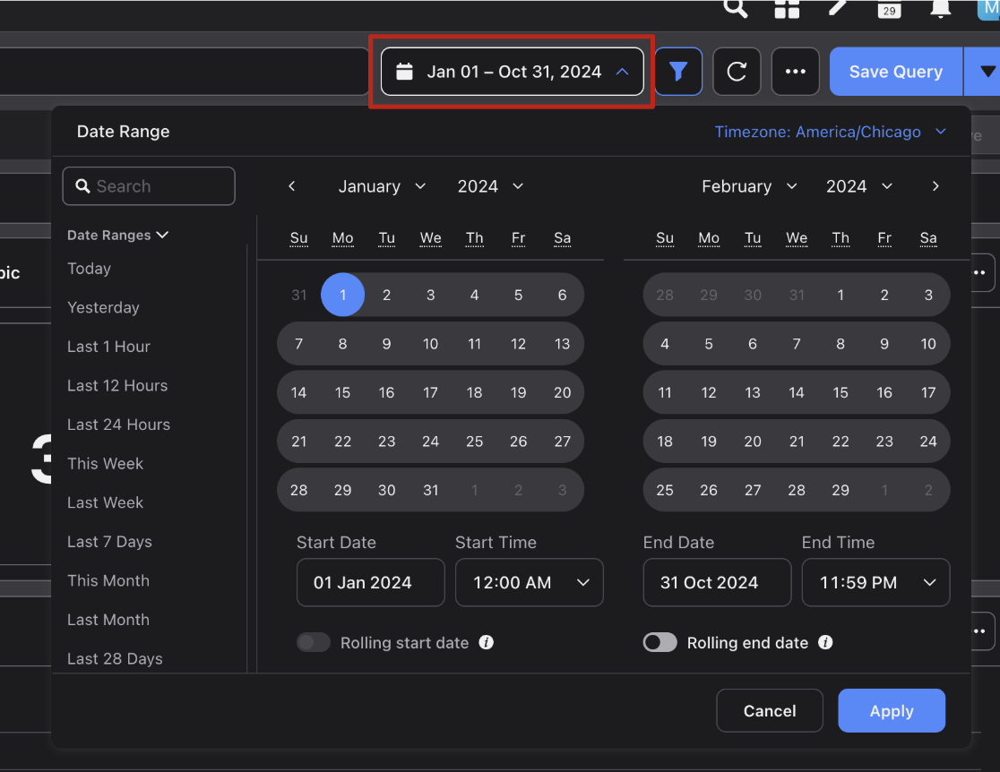 29
M
Jan 01 – Oct 31, 2024
Save Query
Date Range
Timezone: America/Chicago
Search
January 2024
February 2024
Date Ranges
Su Mo Tu We Th Fr Sa
Su Mo Tu We Th Fr Sa
Today
Yesterday
Last 1 Hour
Last 12 Hours
Last 24 Hours
This Week
Last Week
Last 7 Days
This Month
Last Month
Last 28 Days
31 1 2 3 4 5 6
7 8 9 10 11 12 13
14 15 16 17 18 19 20
21 22 23 24 25 26 27
28 29 30 31 1 2 3
28 29 30 31 1 2 3
4 5 6 7 8 9 10
11 12 13 14 15 16 17
18 19 20 21 22 23 24
25 26 27 28 29 1 2
Start Date
Start Time
End Date
End Time
01 Jan 2024
12:00 AM
31 Oct 2024
11:59 PM
Rolling start date
Rolling end date
Cancel
Apply